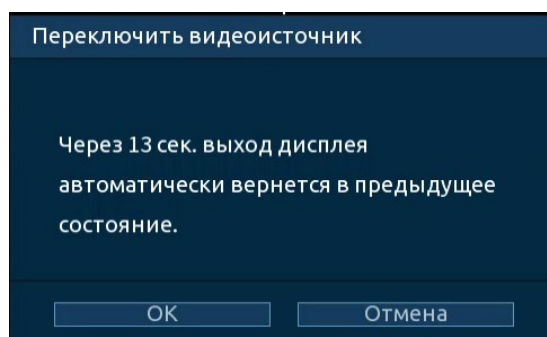 Переключить видеоисточник
Через 13 сек. выход дисплея
автоматически вернется в предыдущее
состояние.
OK
Отмена